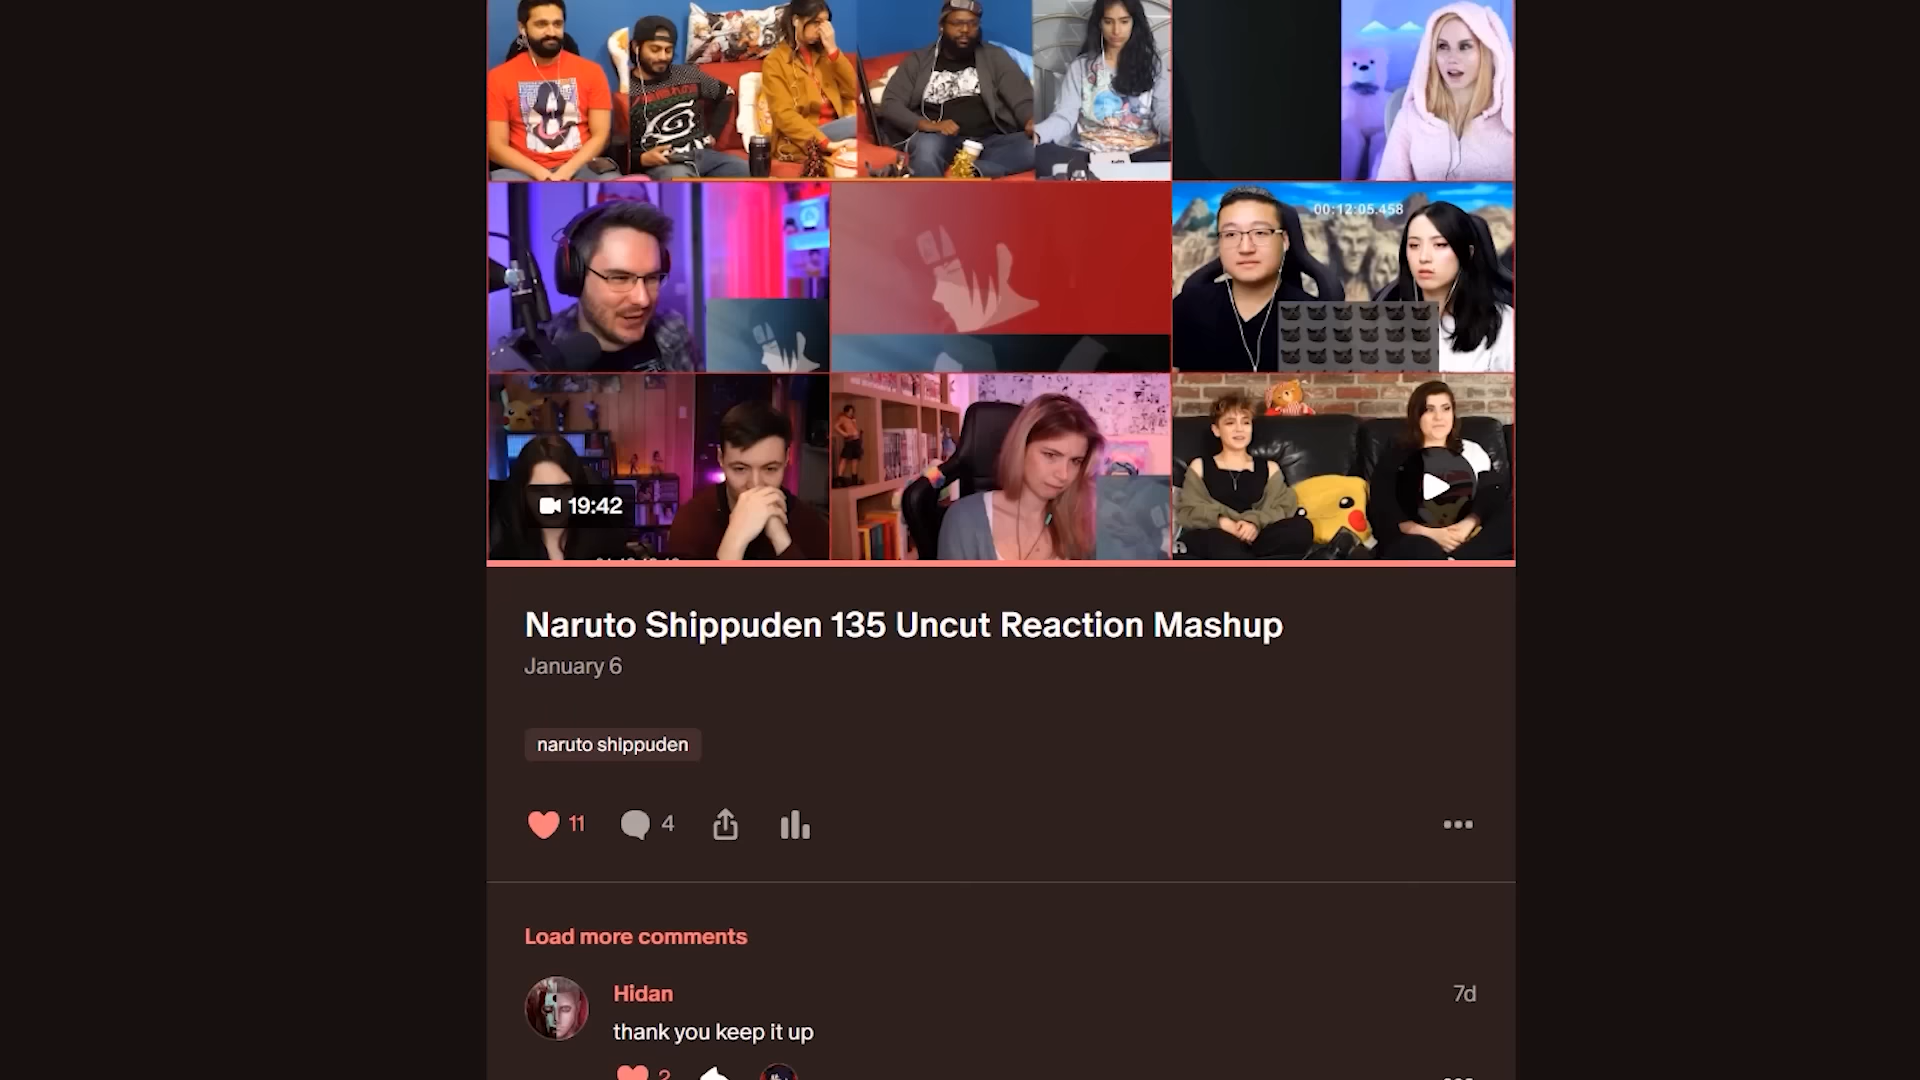 00:12:05.458
19:42
Naruto Shippuden 135 Uncut Reaction Mashup
January 6
naruto shippuden
11
4
Load more comments
Hidan
7d
thank you keep it up
2